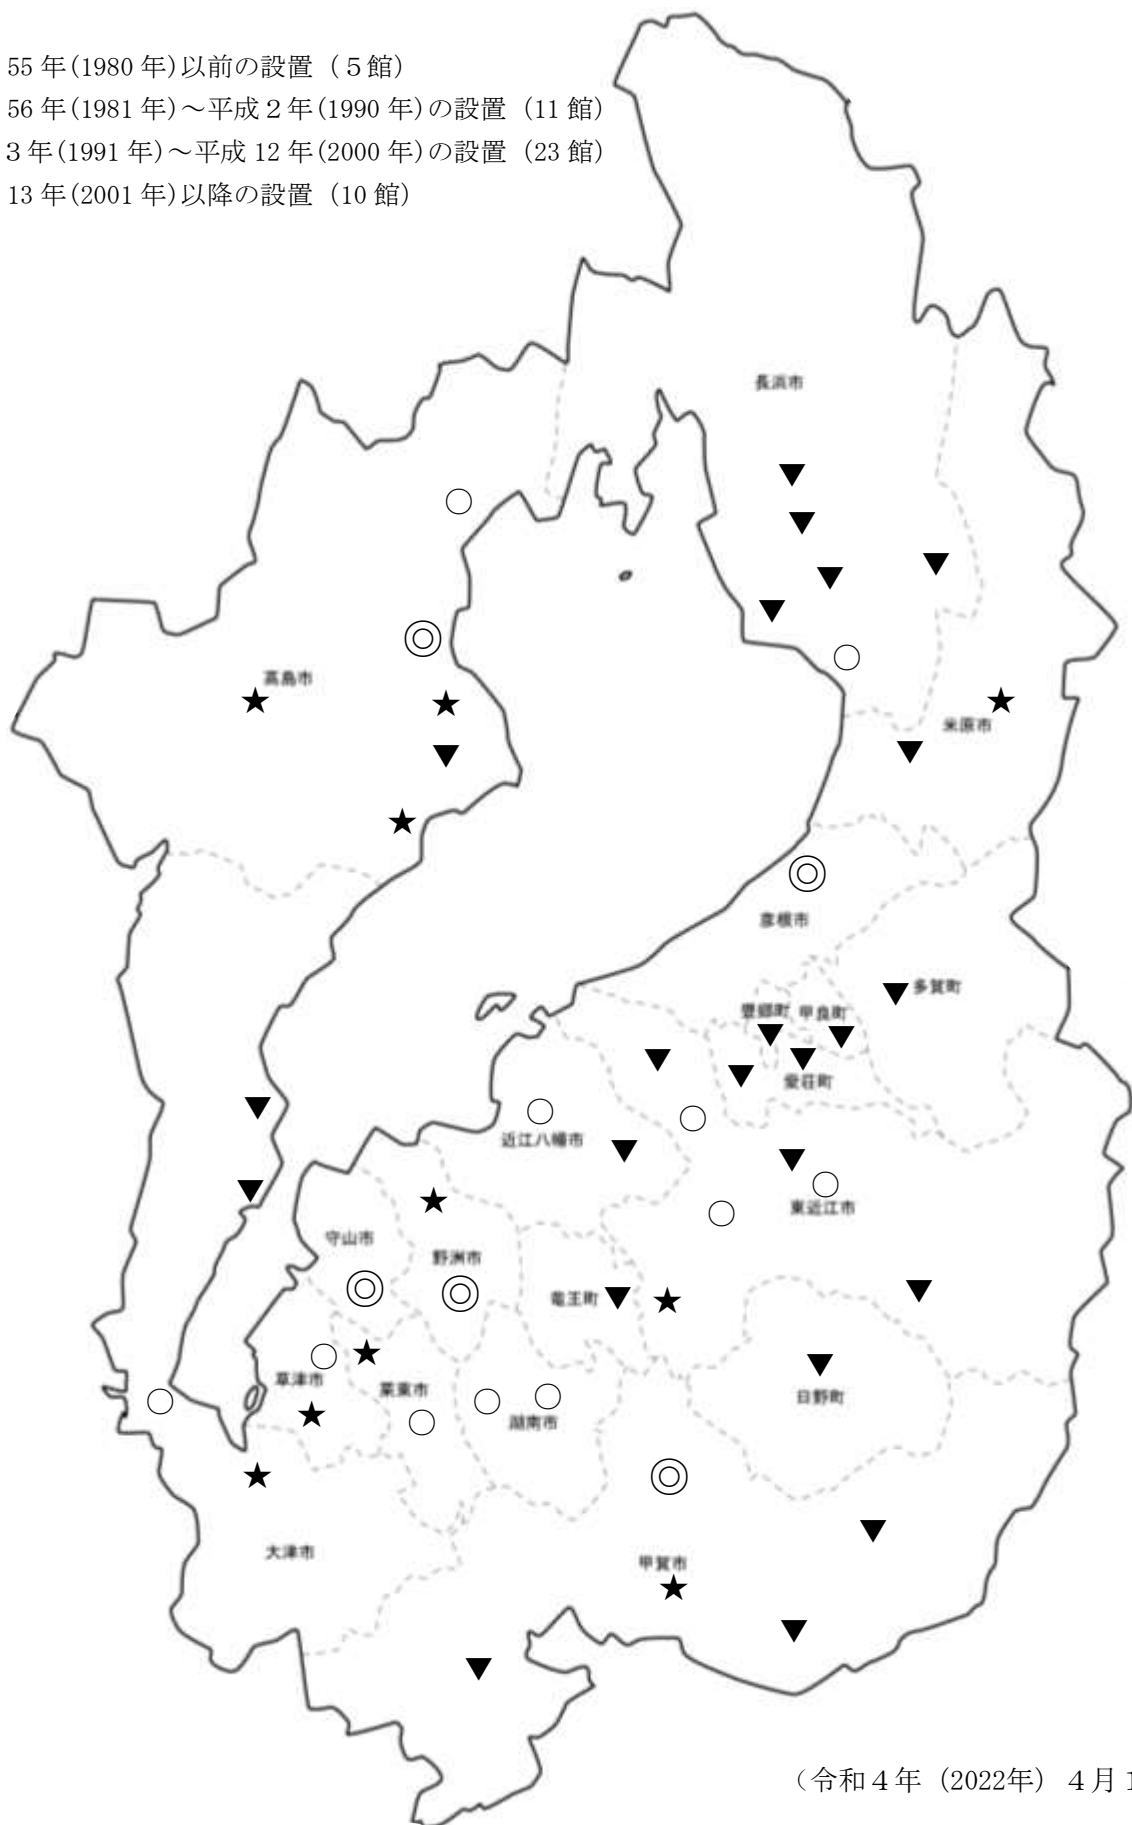 55 年(1980 年)以前の設置（５館）
56 年(1981 年)～平成２年(1990 年)の設置（11 館）
３年(1991 年)～平成 12 年(2000 年)の設置（23 館）
13 年(2001 年)以降の設置（10 館）
長浜市
高島市
米原市
彦根市
多賀町
豊郷町
甲良町
愛荘町
近江八幡市
東近江市
守山市
野洲市
竜王町
草津市
栗東市
湖南市
日野町
大津市
甲賀市
（令和４年（2022年）４月１